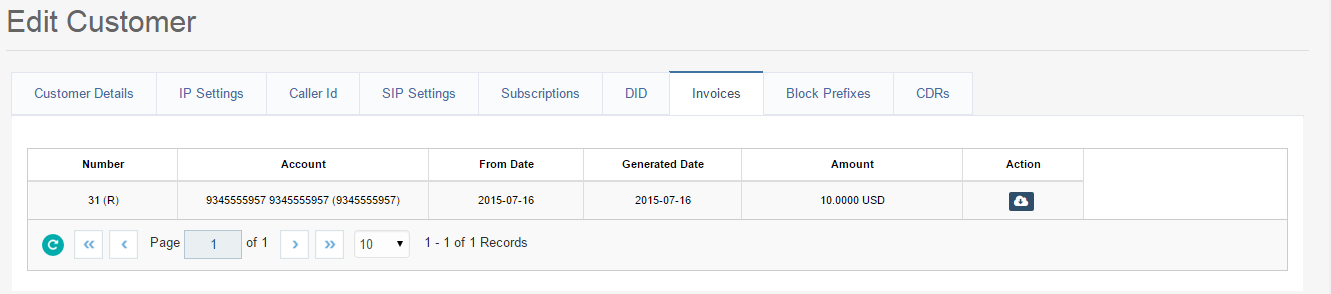 Edit Customer
Customer Details IP Settings Caller Id SIP Settings Subscriptions DID Invoices Block Prefixes CDRs
Number Account From Date Generated Date Amount Action
31 (R) 9345555957 9345555957 (9345555957) 2015-07-16 2015-07-16 10.0000 USD
Page 1 of 1 10 1 - 1 of 1 Records